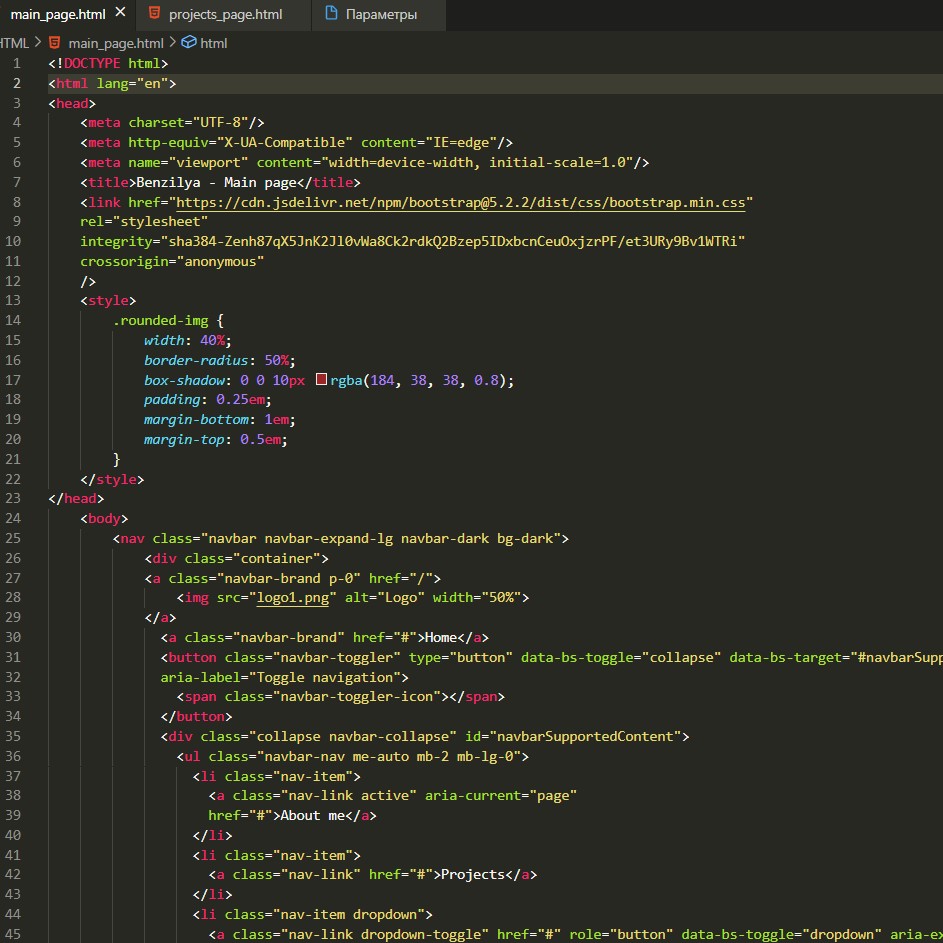 main_page.html × projects_page.html Параметры
HTML > main_page.html > html
1 <!DOCTYPE html>
2 <html lang="en">
3 <head>
4 <meta charset="UTF-8"/>
5 <meta http-equiv="X-UA-Compatible" content="IE=edge"/>
6 <meta name="viewport" content="width=device-width, initial-scale=1.0"/>
7 <title>Benzilya - Main page</title>
8 <link href="https://cdn.jsdelivr.net/npm/bootstrap@5.2.2/dist/css/bootstrap.min.css"
9 rel="stylesheet"
10 integrity="sha384-Zenh87qX5JnK2Jl0vWa8Ck2rdkQ2Bzep5IDxbcnCeuOxjzrPF/et3URy9Bv1WTRi"
11 crossorigin="anonymous"
12 />
13 <style>
14 .rounded-img {
15 width: 40%;
16 border-radius: 50%;
17 box-shadow: 0 0 10px rgba(184, 38, 38, 0.8);
18 padding: 0.25em;
19 margin-bottom: 1em;
20 margin-top: 0.5em;
21 }
22 </style>
23 </head>
24 <body>
25 <nav class="navbar navbar-expand-lg navbar-dark bg-dark">
26 <div class="container">
27 <a class="navbar-brand p-0" href="/">
28 <img src="logo1.png" alt="Logo" width="50%">
29 </a>
30 <a class="navbar-brand" href="#">Home</a>
31 <button class="navbar-toggler" type="button" data-bs-toggle="collapse" data-bs-target="#navbarSupp
32 aria-label="Toggle navigation">
33 <span class="navbar-toggler-icon"></span>
34 </button>
35 <div class="collapse navbar-collapse" id="navbarSupportedContent">
36 <ul class="navbar-nav me-auto mb-2 mb-lg-0">
37 <li class="nav-item">
38 <a class="nav-link active" aria-current="page"
39 href="#">About me</a>
40 </li>
41 <li class="nav-item">
42 <a class="nav-link" href="#">Projects</a>
43 </li>
44 <li class="nav-item dropdown">
45 <a class="nav-link dropdown-toggle" href="#" role="button" data-bs-toggle="dropdown" aria-ex